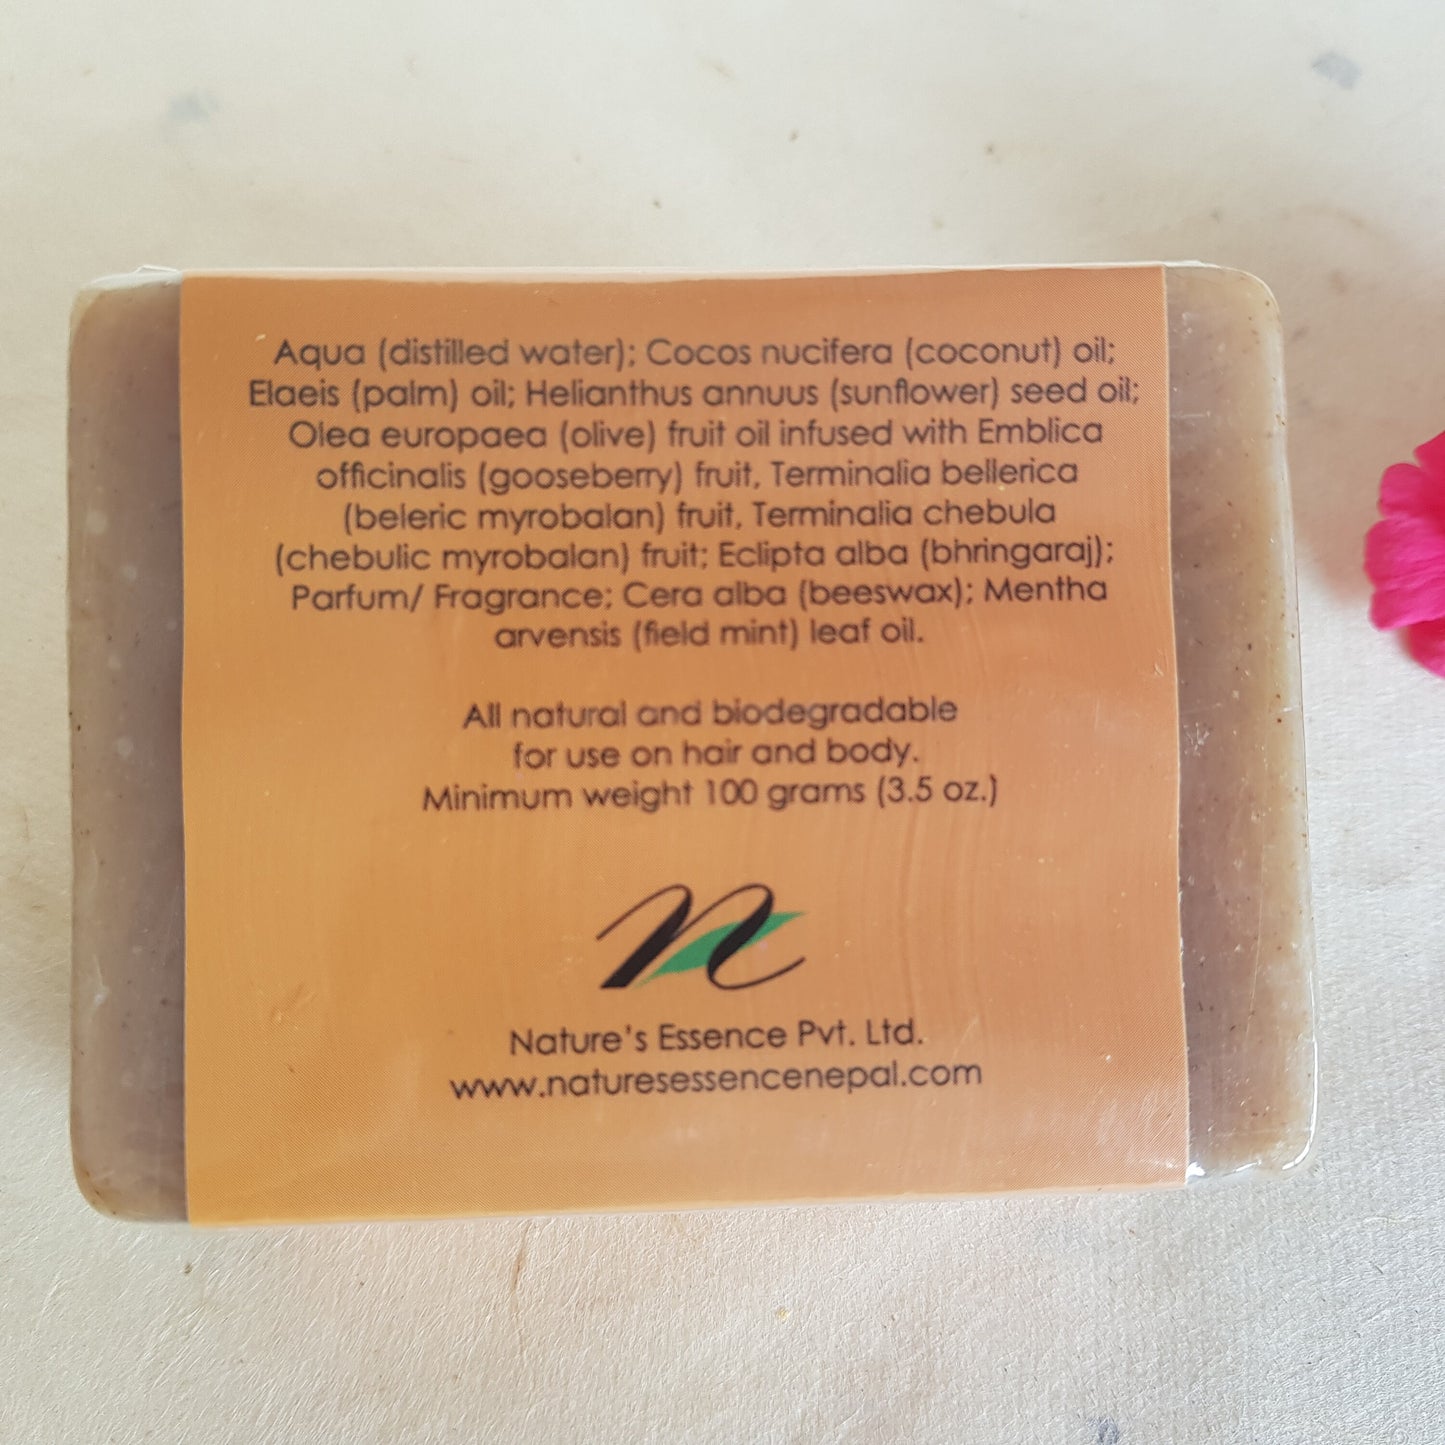 Aqua (distilled water); Cocos nucifera (coconut) oil;
Elaeis (palm) oil; Helianthus annuus (sunflower) seed oil;
Olea europaea (olive) fruit oil infused with Emblica
officinalis (gooseberry) fruit, Terminalia bellerica
(beleric myrobalan) fruit, Terminalia chebula
(chebulic myrobalan) fruit; Eclipta alba (bhringaraj);
Parfum/ Fragrance; Cera alba (beeswax); Mentha
arvensis (field mint) leaf oil.
All natural and biodegradable
for use on hair and body.
Minimum weight 100 grams (3.5 oz.)
n
Nature's Essence Pvt. Ltd.
www.naturesessencenepal.com